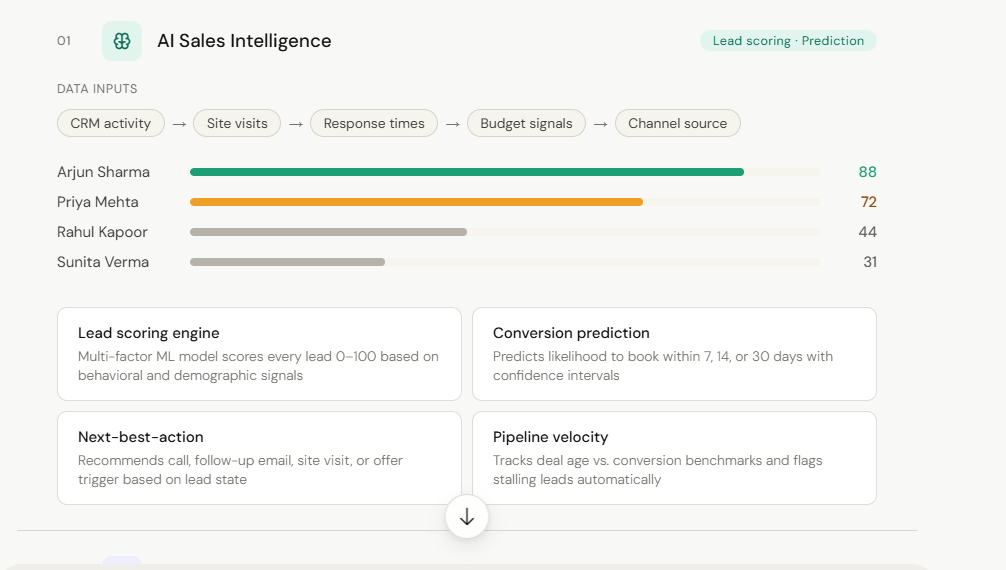 01 AI Sales Intelligence Lead scoring · Prediction
DATA INPUTS
CRM activity → Site visits → Response times → Budget signals → Channel source
Arjun Sharma 88
Priya Mehta 72
Rahul Kapoor 44
Sunita Verma 31
Lead scoring engine
Multi-factor ML model scores every lead 0–100 based on
behavioral and demographic signals
Conversion prediction
Predicts likelihood to book within 7, 14, or 30 days with
confidence intervals
Next-best-action
Recommends call, follow-up email, site visit, or offer
trigger based on lead state
Pipeline velocity
Tracks deal age vs. conversion benchmarks and flags
stalling leads automatically